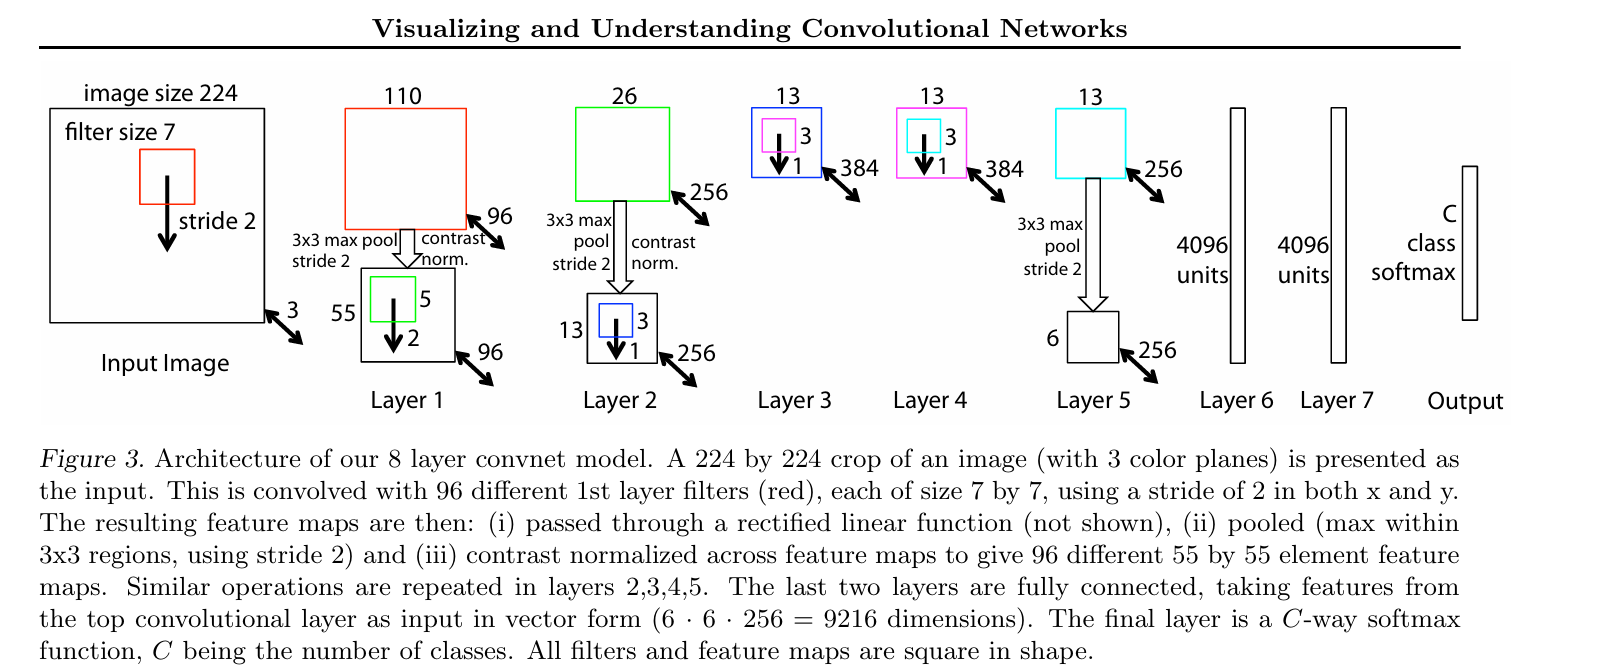 Visualizing and Understanding Convolutional Networks
image size 224
filter size 7
stride 2
3
Input Image
110
96
3x3 max pool
stride 2
contrast
norm.
55
5
2
96
Layer 1
26
256
3x3 max
pool
stride 2
contrast
norm.
13
3
1
256
Layer 2
13
3
1
384
Layer 3
13
3
1
384
Layer 4
13
256
3x3 max
pool
stride 2
6
256
Layer 5
4096
units
Layer 6
4096
units
Layer 7
C
class
softmax
Output
Figure 3. Architecture of our 8 layer convnet model. A 224 by 224 crop of an image (with 3 color planes) is presented as
the input. This is convolved with 96 different 1st layer filters (red), each of size 7 by 7, using a stride of 2 in both x and y.
The resulting feature maps are then: (i) passed through a rectified linear function (not shown), (ii) pooled (max within
3x3 regions, using stride 2) and (iii) contrast normalized across feature maps to give 96 different 55 by 55 element feature
maps. Similar operations are repeated in layers 2,3,4,5. The last two layers are fully connected, taking features from
the top convolutional layer as input in vector form (6 · 6 · 256 = 9216 dimensions). The final layer is a C-way softmax
function, C being the number of classes. All filters and feature maps are square in shape.